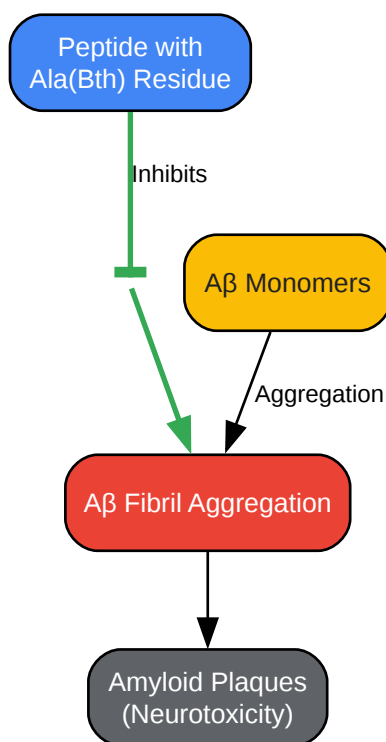 Peptide with
Ala(Bth) Residue
Inhibits
Aβ Monomers
Aggregation
Aβ Fibril Aggregation
Amyloid Plaques
(Neurotoxicity)